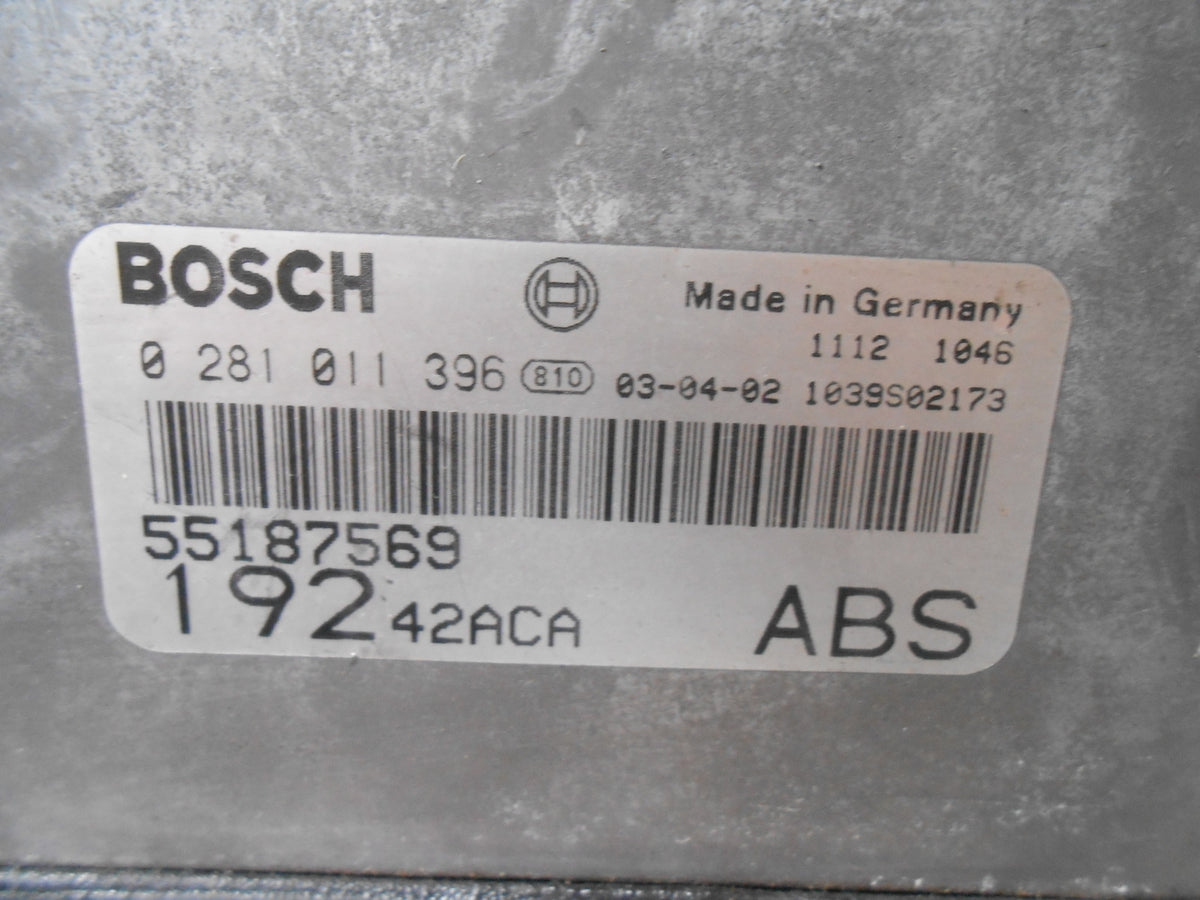 BOSCH
Made in Germany
1112 1046
0 281 011 396 810 03-04-02 1039S02173
55187569
192 42ACA ABS